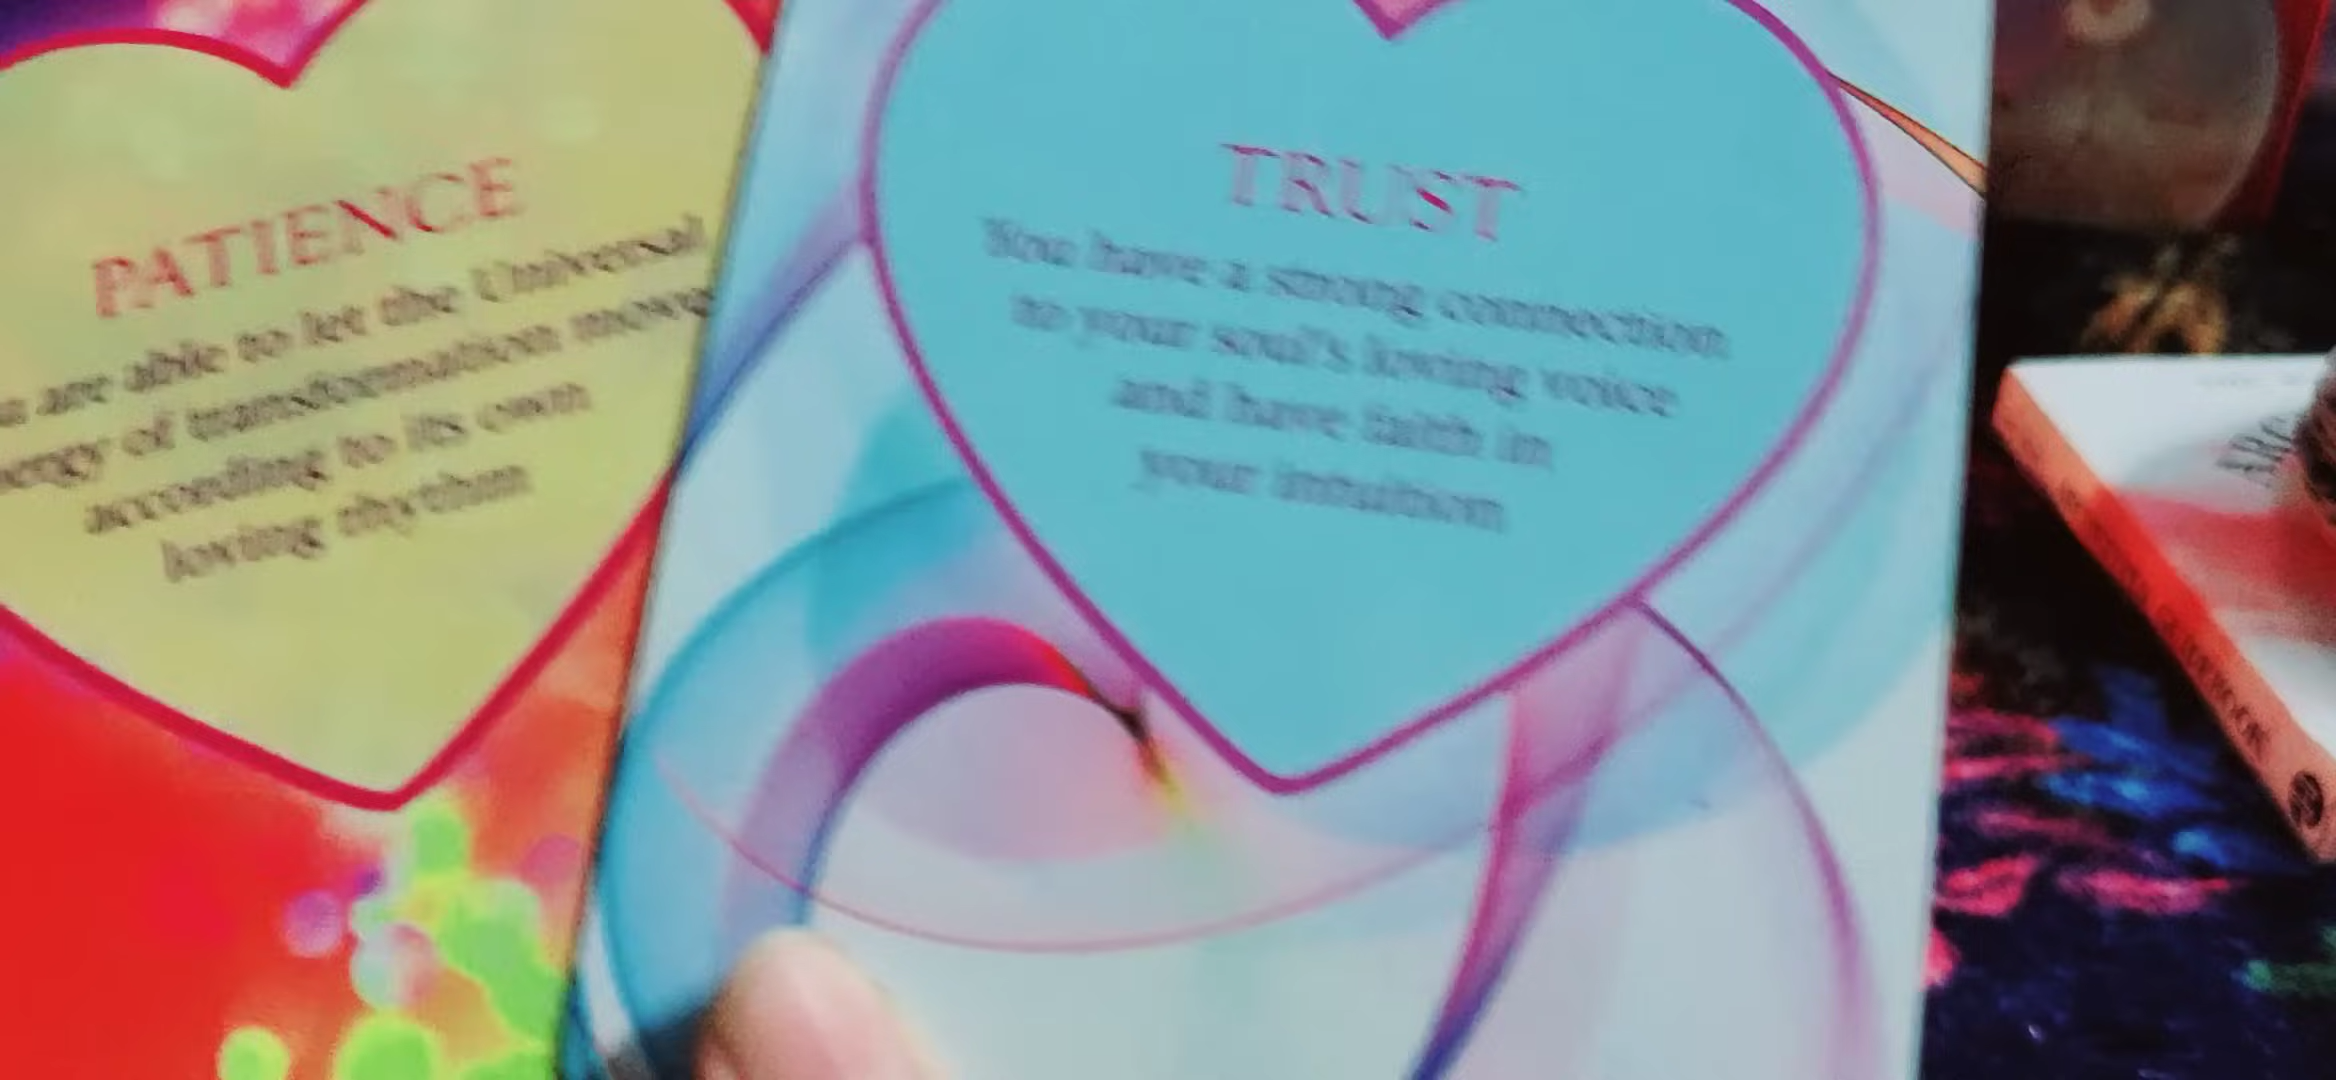 PATIENCE
are able to let the Universal
of transformation move
according to its own
loving rhythm
TRUST
You have a strong connection
to your soul's loving voice
and have faith in
your intuition